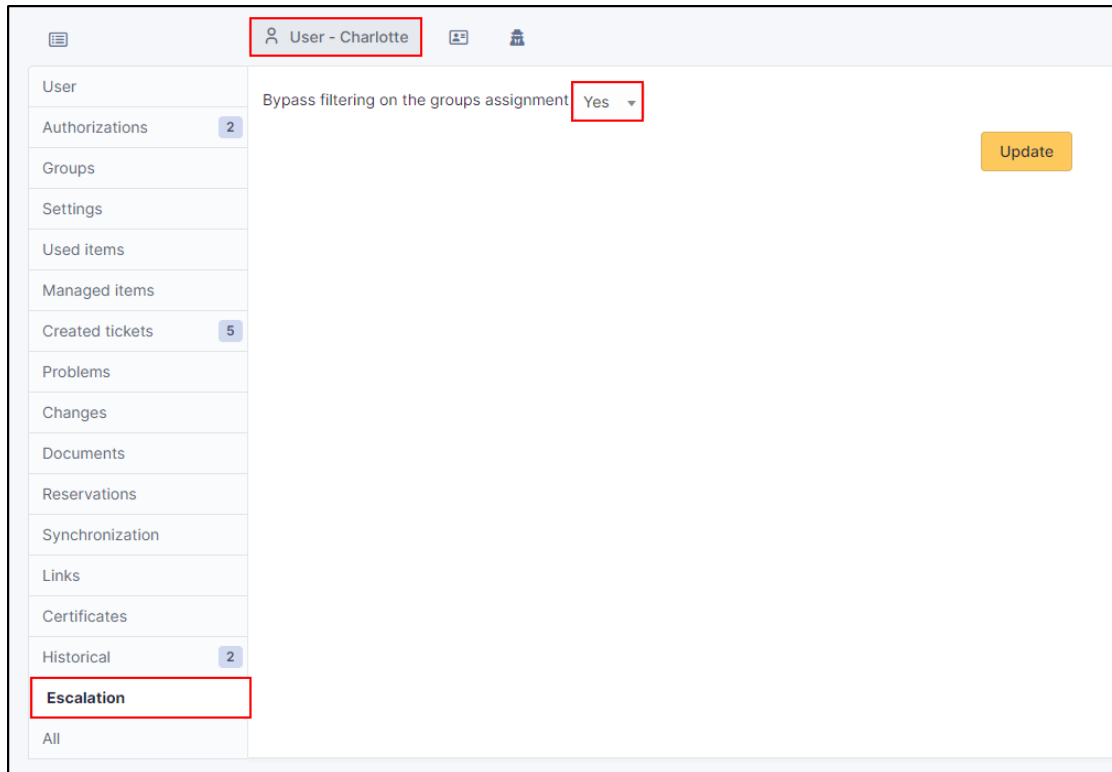 User - Charlotte
User
Authorizations 2
Groups
Settings
Used items
Managed items
Created tickets 5
Problems
Changes
Documents
Reservations
Synchronization
Links
Certificates
Historical 2
Escalation
All
Bypass filtering on the groups assignment Yes
Update